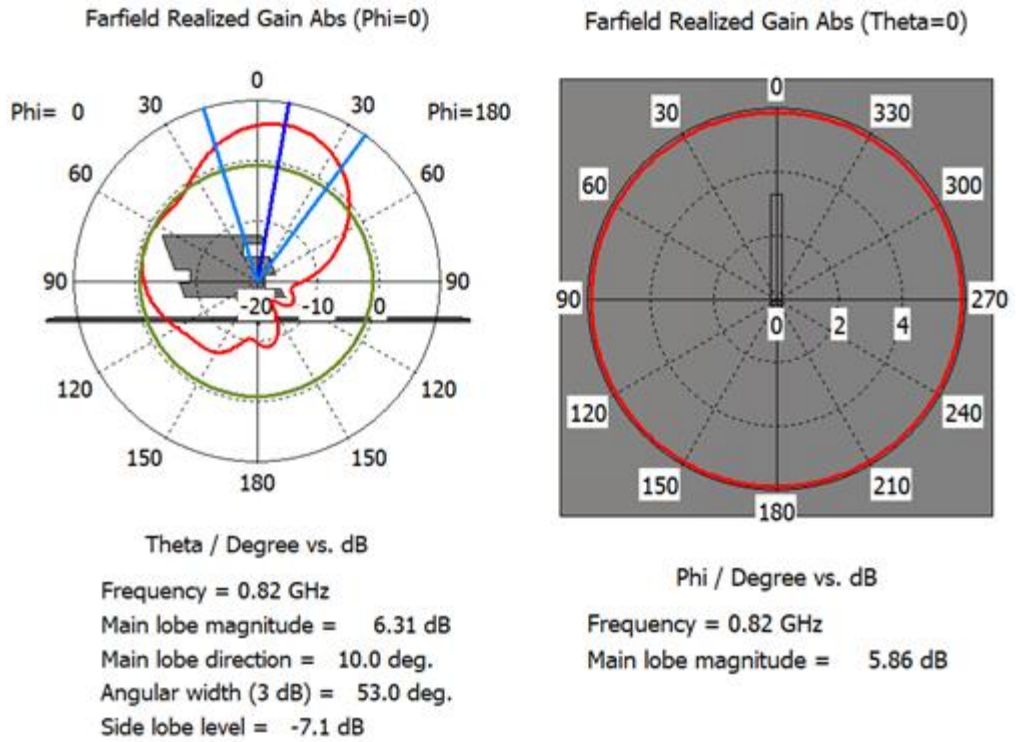 Farfield Realized Gain Abs (Phi=0)
0
Phi= 0
30
30
Phi=180
60
60
90
90
-20
-10
0
120
120
150
150
180
Theta / Degree vs. dB
Frequency = 0.82 GHz
Main lobe magnitude = 6.31 dB
Main lobe direction = 10.0 deg.
Angular width (3 dB) = 53.0 deg.
Side lobe level = -7.1 dB
Farfield Realized Gain Abs (Theta=0)
0
30
330
60
300
90
0
2
4
270
120
240
150
210
180
Phi / Degree vs. dB
Frequency = 0.82 GHz
Main lobe magnitude = 5.86 dB